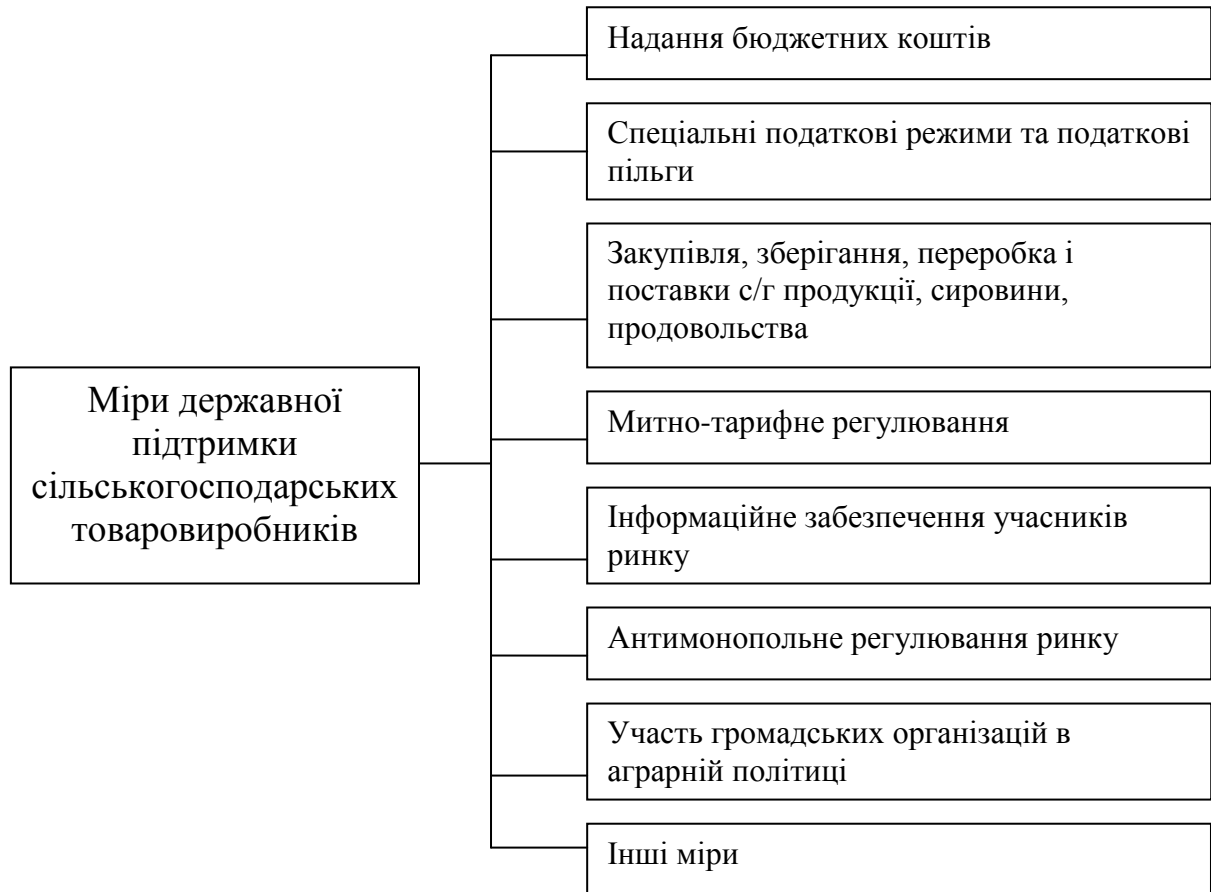 Надання бюджетних коштів
Спеціальні податкові режими та податкові
пільги
Закупівля, зберігання, переробка і
поставки с/г продукції, сировини,
продовольства
Міри державної
підтримки
сільськогосподарських
товаровиробників
Митно-тарифне регулювання
Інформаційне забезпечення учасників
ринку
Антимонопольне регулювання ринку
Участь громадських організацій в
аграрній політиці
Інші міри